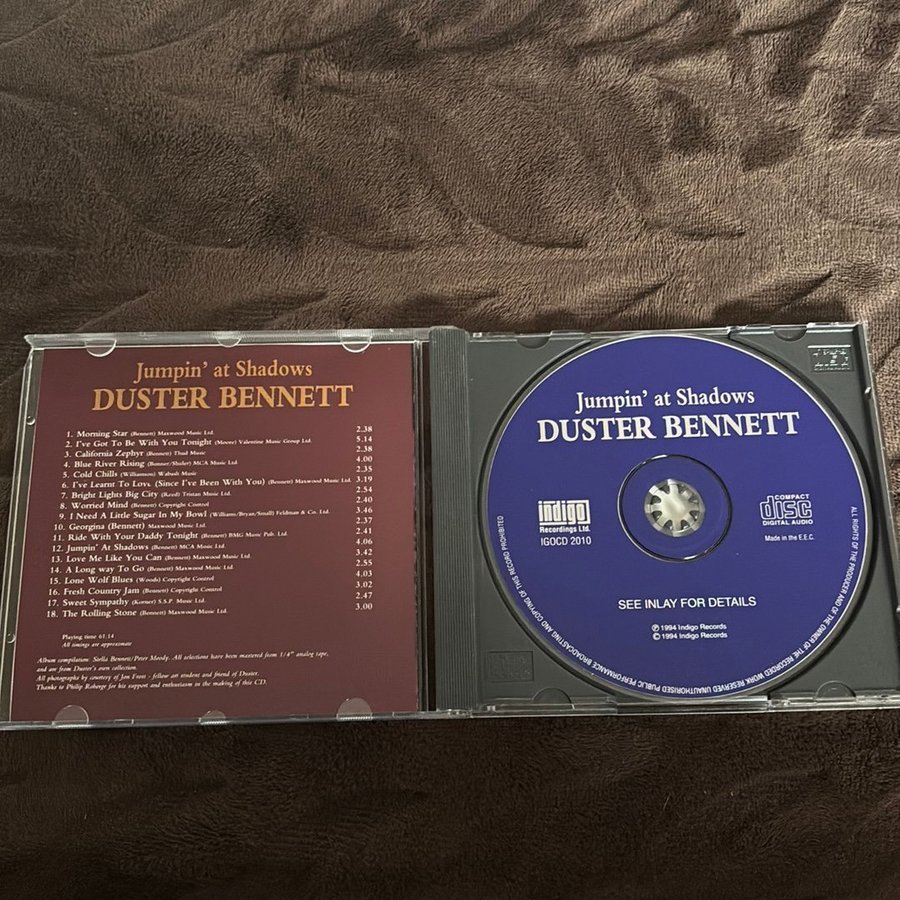 Jumpin' at Shadows
DUSTER BENNETT
1. Morning Star (Bennett) Maxwood Music Ltd. 2.38
2. I've Got To Be With You Tonight (Moore) Valentine Music Group Ltd. 5.14
3. California Zephyr (Bennett) Thud Music 2.38
4. Blue River Rising (Bonner/Shuler) MCA Music Ltd. 4.00
5. Cold Chills (Williamson) Wabash Music 2.35
6. I've Learnt To Love (Since I've Been With You) (Bennett) Maxwood Music Ltd. 3.19
7. Bright Lights Big City (Reed) Tristan Music Ltd. 2.54
8. Worried Mind (Bennett) Copyright Control 2.40
9. I Need A Little Sugar In My Bowl (Williams/Bryan/Small) Feldman & Co. Ltd. 3.46
10. Georgina (Bennett) Maxwood Music Ltd. 2.37
11. Ride With Your Daddy Tonight (Bennett) BMG Music Pub. Ltd. 2.41
12. Jumpin' At Shadows (Bennett) MCA Music Ltd. 4.06
13. Love Me Like You Can (Bennett) Maxwood Music Ltd. 3.42
14. A Long way To Go (Bennett) Maxwood Music Ltd. 2.55
15. Lone Wolf Blues (Woods) Copyright Control 4.03
16. Fresh Country Jam (Bennett) Copyright Control 3.02
17. Sweet Sympathy (Korner) S.S.P. Music Ltd. 2.47
18. The Rolling Stone (Bennett) Maxwood Music Ltd. 3.00
Playing time 61.14
All timings are approximate
Album compilation: Stella Bennett/Peter Moody. All selections have been mastered from 1/4" analog tape,
and are from Duster's own collection.
All photographs by courtesy of Jon Frost - fellow art student and friend of Duster.
Thanks to Philip Roberge for his support and enthusiasm in the making of this CD.
Jumpin' at Shadows
DUSTER BENNETT
indigo
Recordings Ltd.
IGOCD 2010
COMPACT
disc
DIGITAL AUDIO
Made in the E.E.C.
SEE INLAY FOR DETAILS
℗ 1994 Indigo Records
© 1994 Indigo Records
ALL RIGHTS OF THE PRODUCER AND OF THE OWNER OF THE RECORDED WORK RESERVED UNAUTHORISED PUBLIC PERFORMANCE BROADCASTING AND COPYING OF THIS RECORD PROHIBITED